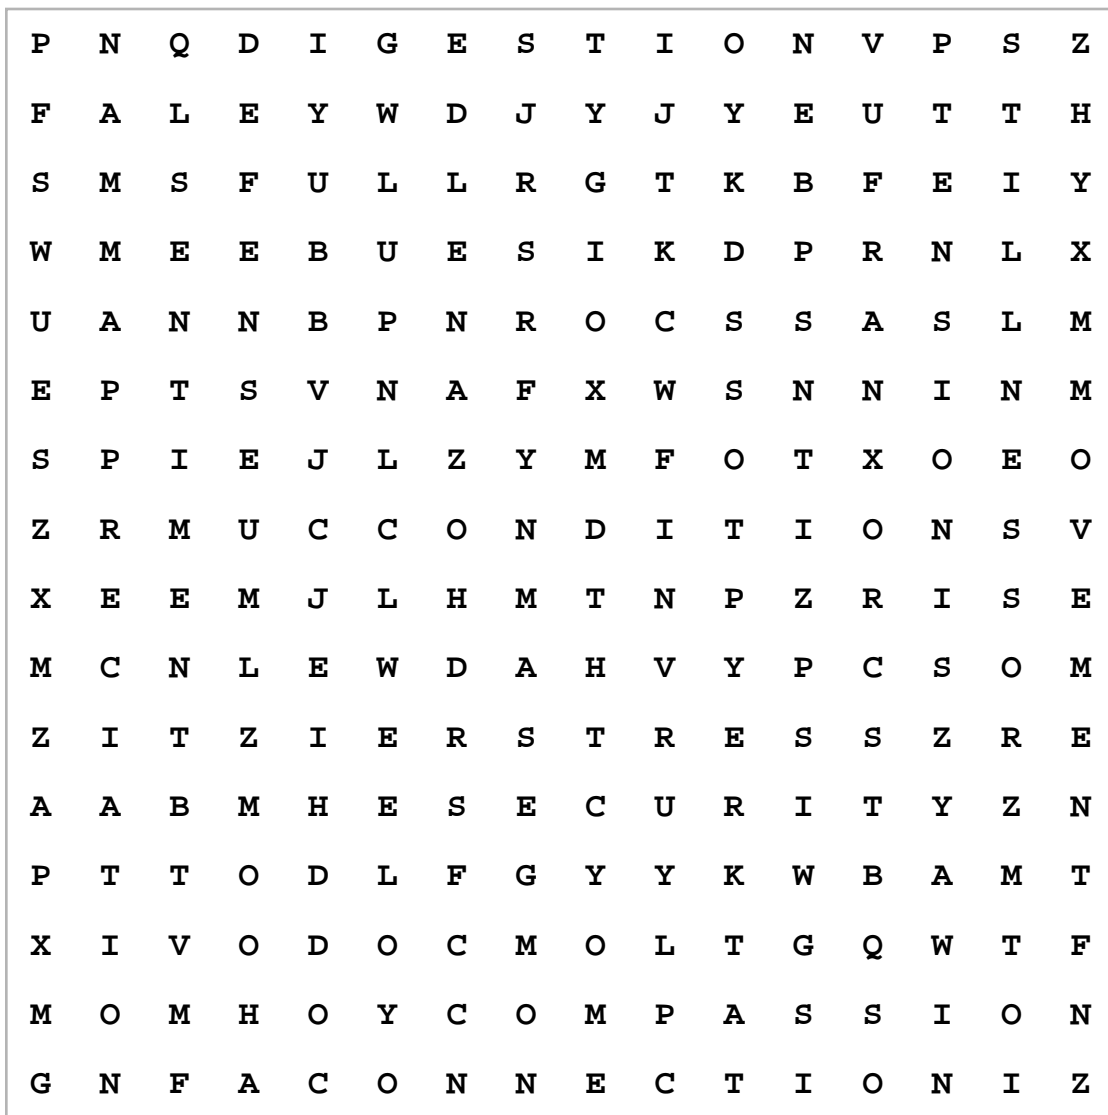 P N Q D I G E S T I O N V P S Z
F A L E Y W D J Y J Y E U T T H
S M S F U L L R G T K B F E I Y
W M E E B U E S I K D P R N L X
U A N N B P N R O C S S A S L M
E P T S V N A F X W S N N I N M
S P I E J L Z Y M F O T X O E O
Z R M U C C O N D I T I O N S V
X E E M J L H M T N P Z R I S E
M C N L E W D A H V Y P C S O M
Z I T Z I E R S T R E S S Z R E
A A B M H E S E C U R I T Y Z N
P T T O D L F G Y Y K W B A M T
X I V O D O C M O L T G Q W T F
M O M H O Y C O M P A S S I O N
G N F A C O N N E C T I O N I Z